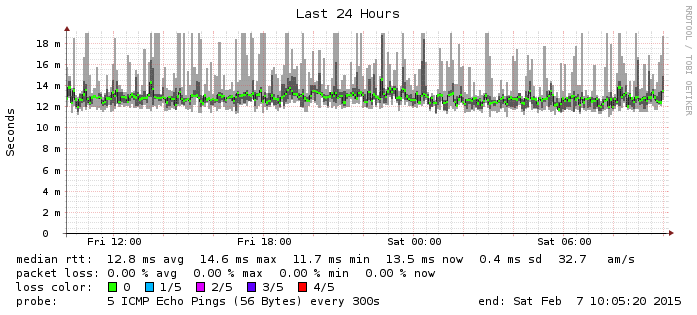 Last 24 Hours
RRDTOOL / TOBI OETIKER
Seconds
18 m
16 m
14 m
12 m
10 m
8 m
6 m
4 m
2 m
0
Fri 12:00 Fri 18:00 Sat 00:00 Sat 06:00
median rtt: 12.8 ms avg 14.6 ms max 11.7 ms min 13.5 ms now 0.4 ms sd 32.7 am/s
packet loss: 0.00 % avg 0.00 % max 0.00 % min 0.00 % now
loss color: 0 1/5 2/5 3/5 4/5
probe: 5 ICMP Echo Pings (56 Bytes) every 300s end: Sat Feb 7 10:05:20 2015